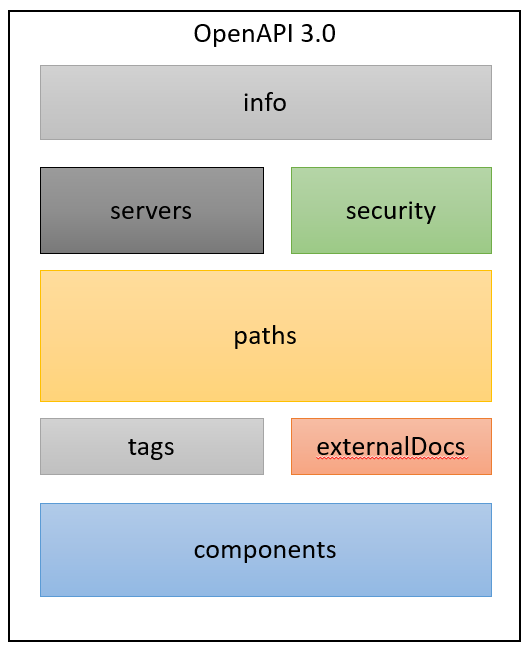 OpenAPI 3.0
info
servers
security
paths
tags
externalDocs
components